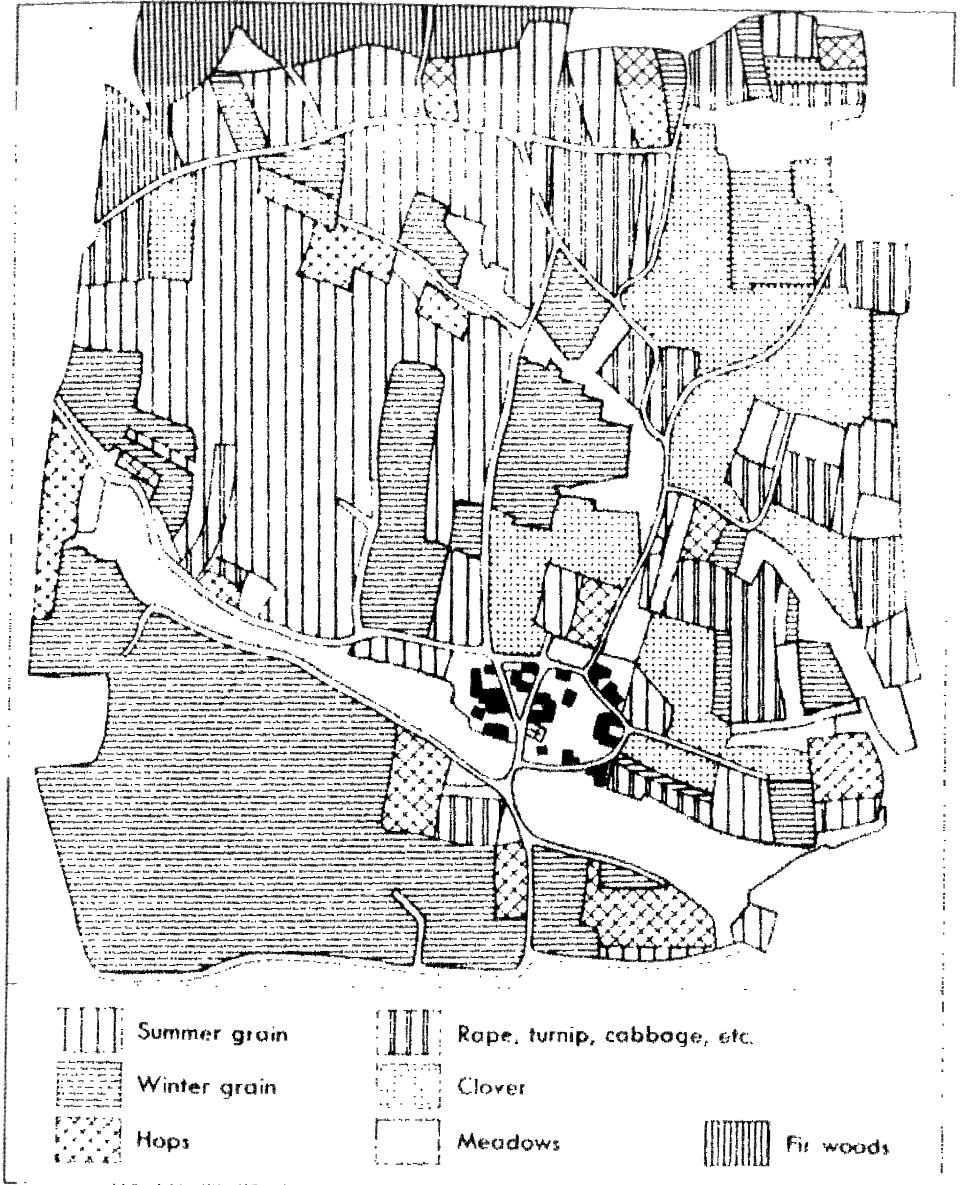 Summer grain
Rape, turnip, cabbage, etc.
Winter grain
Clover
Hops
Meadows
Fir woods